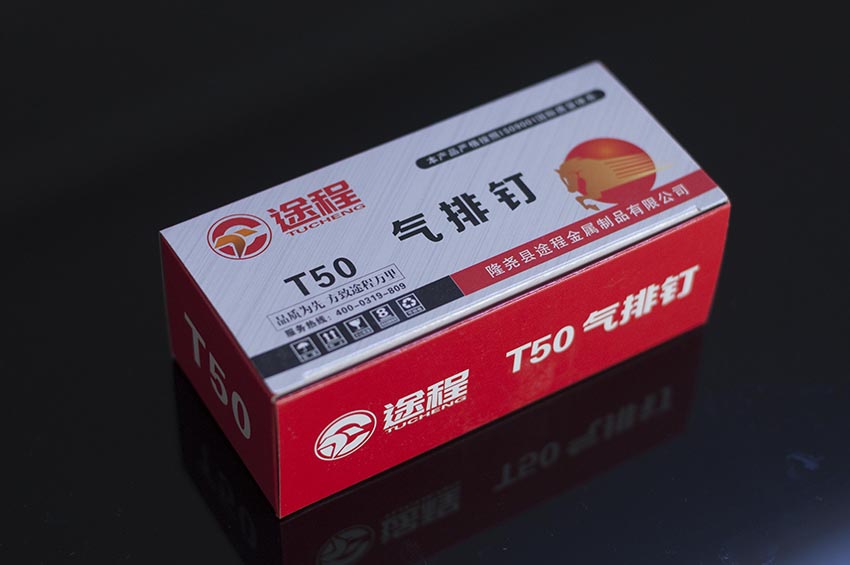 本产品严格按照ISO9001国际质量体系
途程
TUCHENG
气排钉
T50
品质为先 方致途程万里
服务热线：400-0319-809
隆尧县途程金属制品有限公司
T50
途程
TUCHENG
T50 气排钉